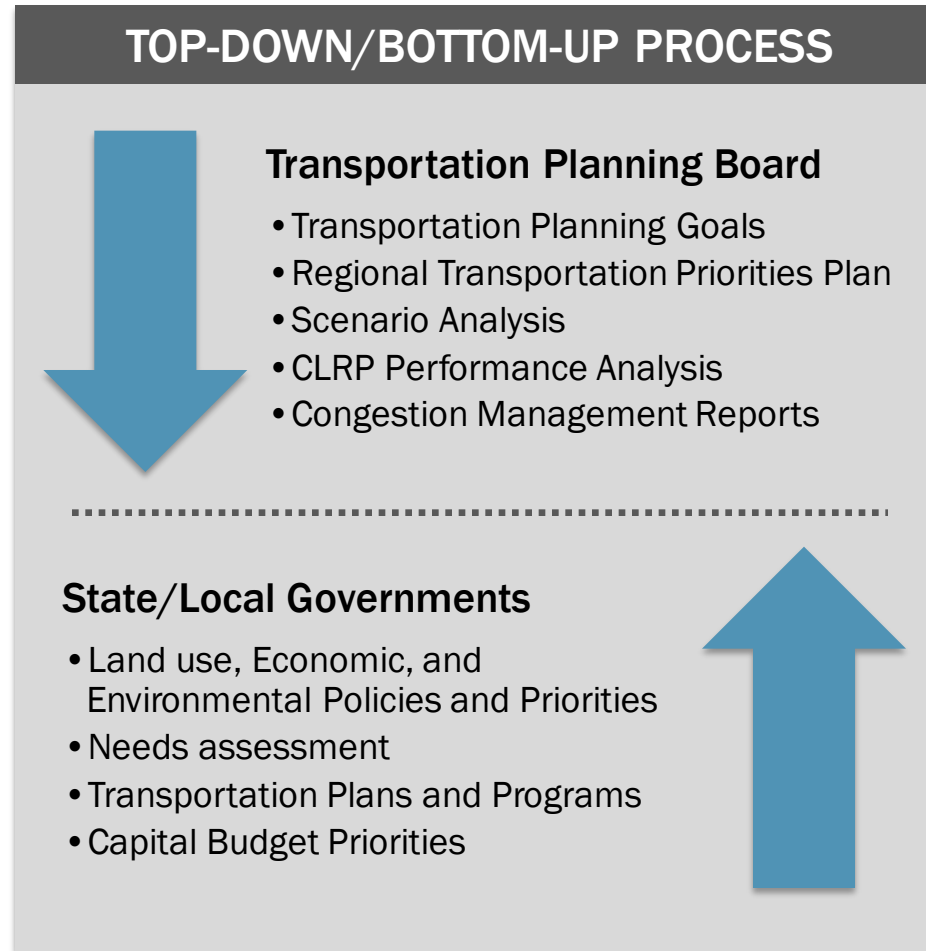 TOP-DOWN/BOTTOM-UP PROCESS
Transportation Planning Board
•Transportation Planning Goals
•Regional Transportation Priorities Plan
•Scenario Analysis
•CLRP Performance Analysis
•Congestion Management Reports
State/Local Governments
•Land use, Economic, and
Environmental Policies and Priorities
•Needs assessment
•Transportation Plans and Programs
•Capital Budget Priorities